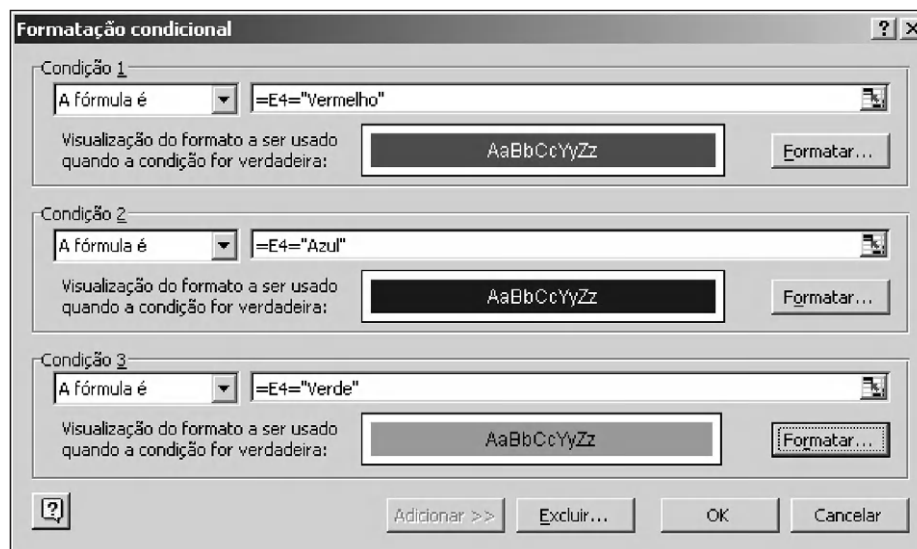 Formatação condicional
Condição 1
A fórmula é =E4="Vermelho"
Visualização do formato a ser usado
quando a condição for verdadeira:
AaBbCcYyZz
Formatar...
Condição 2
A fórmula é =E4="Azul"
Visualização do formato a ser usado
quando a condição for verdadeira:
AaBbCcYyZz
Formatar...
Condição 3
A fórmula é =E4="Verde"
Visualização do formato a ser usado
quando a condição for verdadeira:
AaBbCcYyZz
Formatar...
Adicionar >> Excluir... OK Cancelar